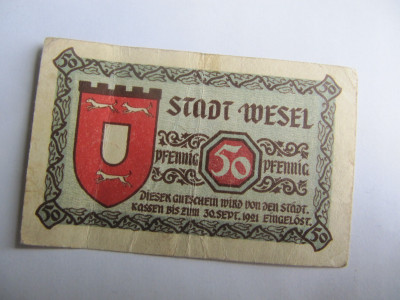 50
50
STADT WESEL
PFENNIG 50 PFENNIG
DIESER GUTSCHEIN WIRD VON DEN STÄDT.
KASSEN BIS ZUM 30. SEPT. 1921 EINGELÖST.
50
50